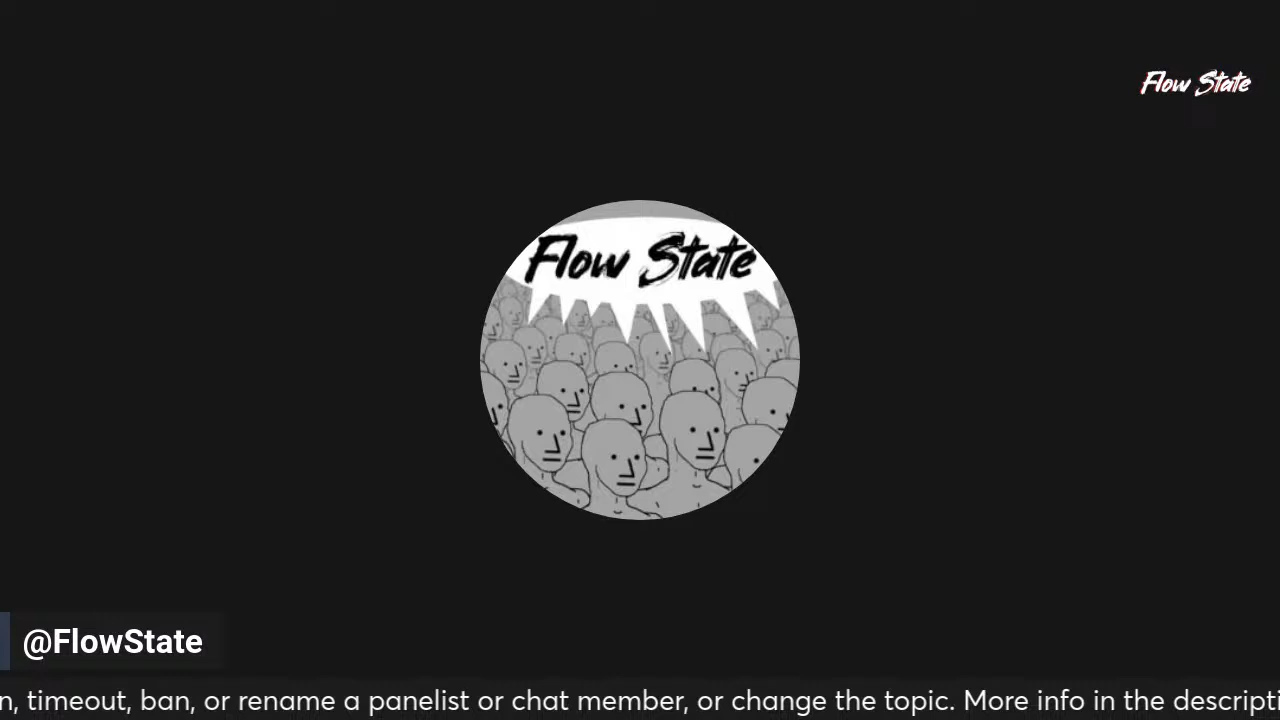 Flow State
Flow State
@FlowState
n, timeout, ban, or rename a panelist or chat member, or change the topic. More info in the descripti